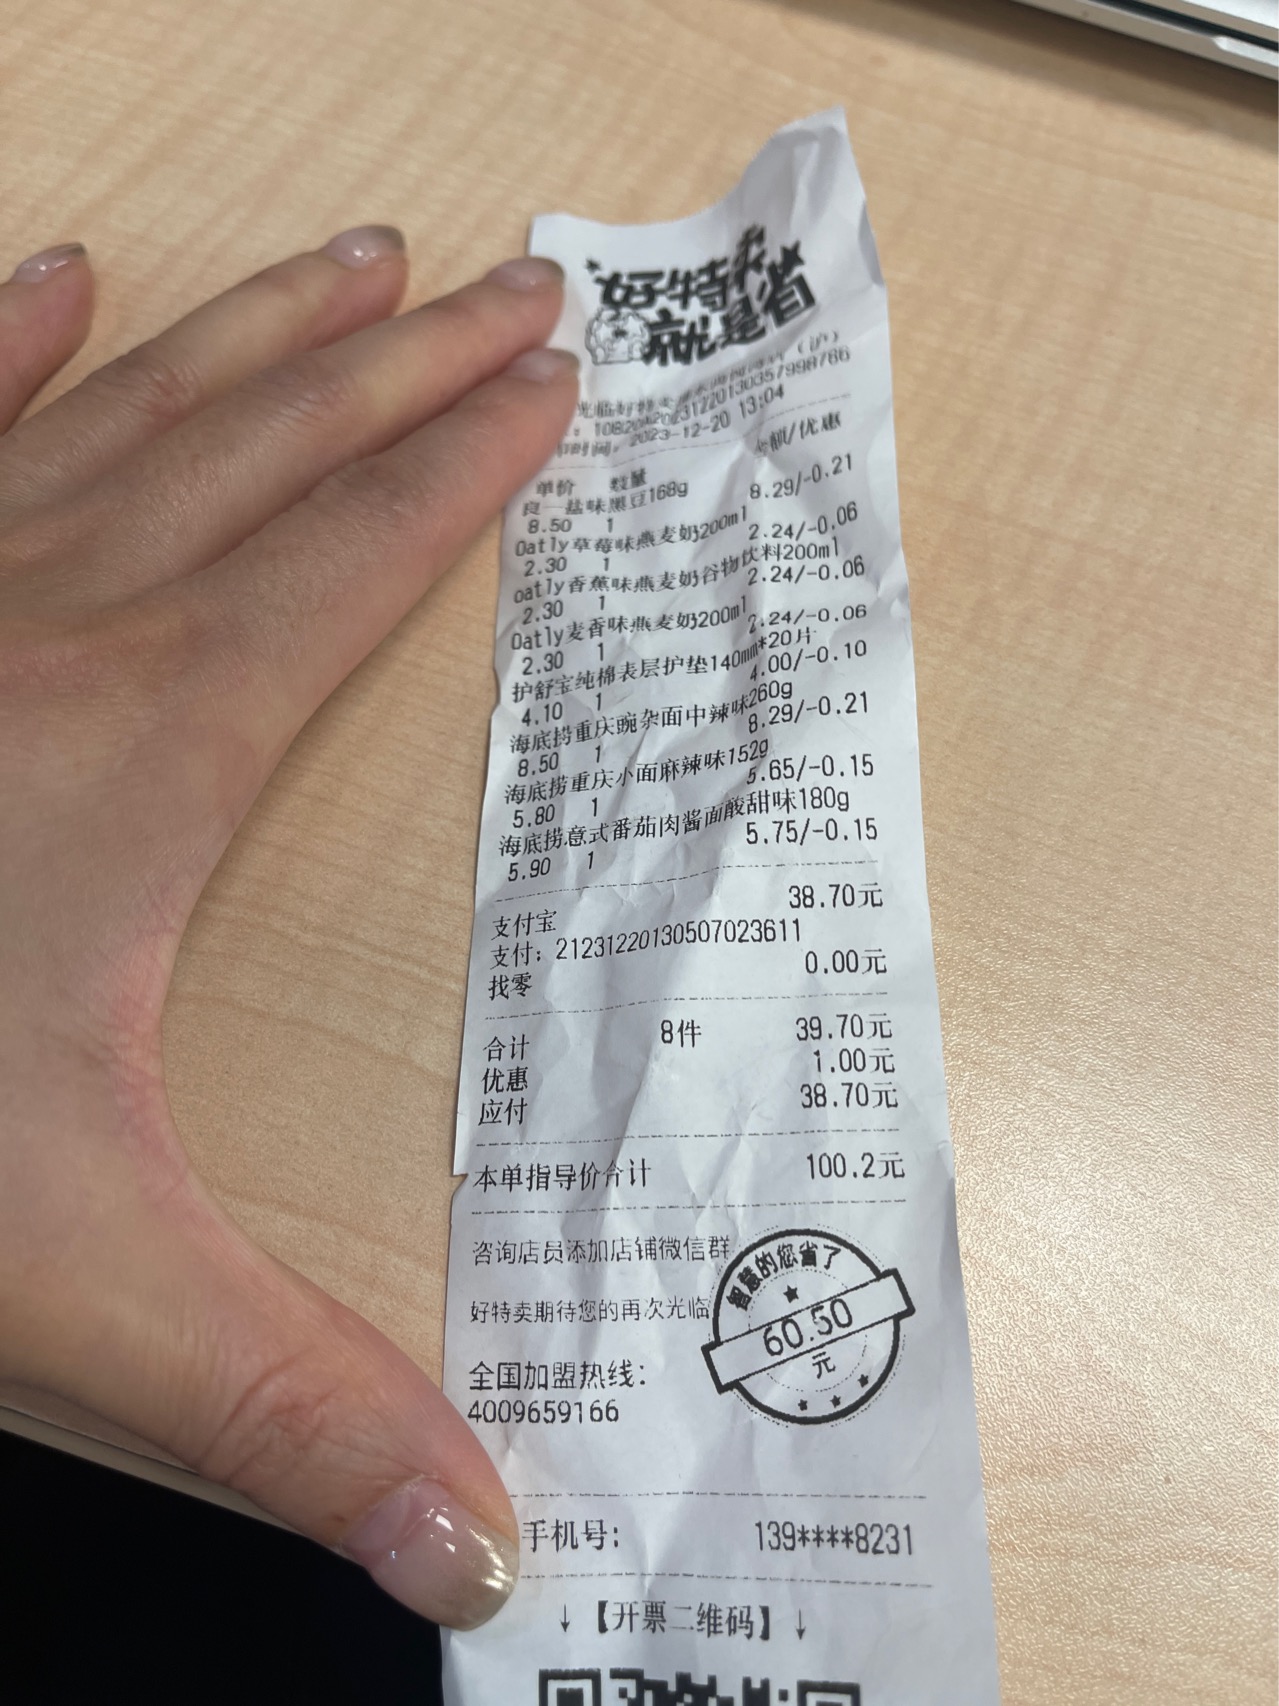 好特卖
就是省
光临好特卖
10820A20231220130357998786
2023-12-20 13:04
单价 数量 金额/优惠
良一盐味黑豆168g
8.50 1 8.29/-0.21
Oatly草莓味燕麦奶200ml
2.30 1 2.24/-0.06
oatly香蕉味燕麦奶谷物饮料200ml
2.30 1 2.24/-0.06
Oatly麦香味燕麦奶200ml
2.30 1 2.24/-0.06
护舒宝纯棉表层护垫140mm*20片
4.10 1 4.00/-0.10
海底捞重庆豌杂面中辣味260g
8.50 1 8.29/-0.21
海底捞重庆小面麻辣味152g
5.80 1 5.65/-0.15
海底捞意式番茄肉酱面酸甜味180g
5.90 1 5.75/-0.15
支付宝 38.70元
支付：21231220130507023611
找零 0.00元
合计 8件 39.70元
优惠 1.00元
应付 38.70元
本单指导价合计 100.2元
咨询店员添加店铺微信群
好特卖期待您的再次光临
智慧的您省了
60.50
元
全国加盟热线：
4009659166
手机号： 139****8231
↓【开票二维码】↓